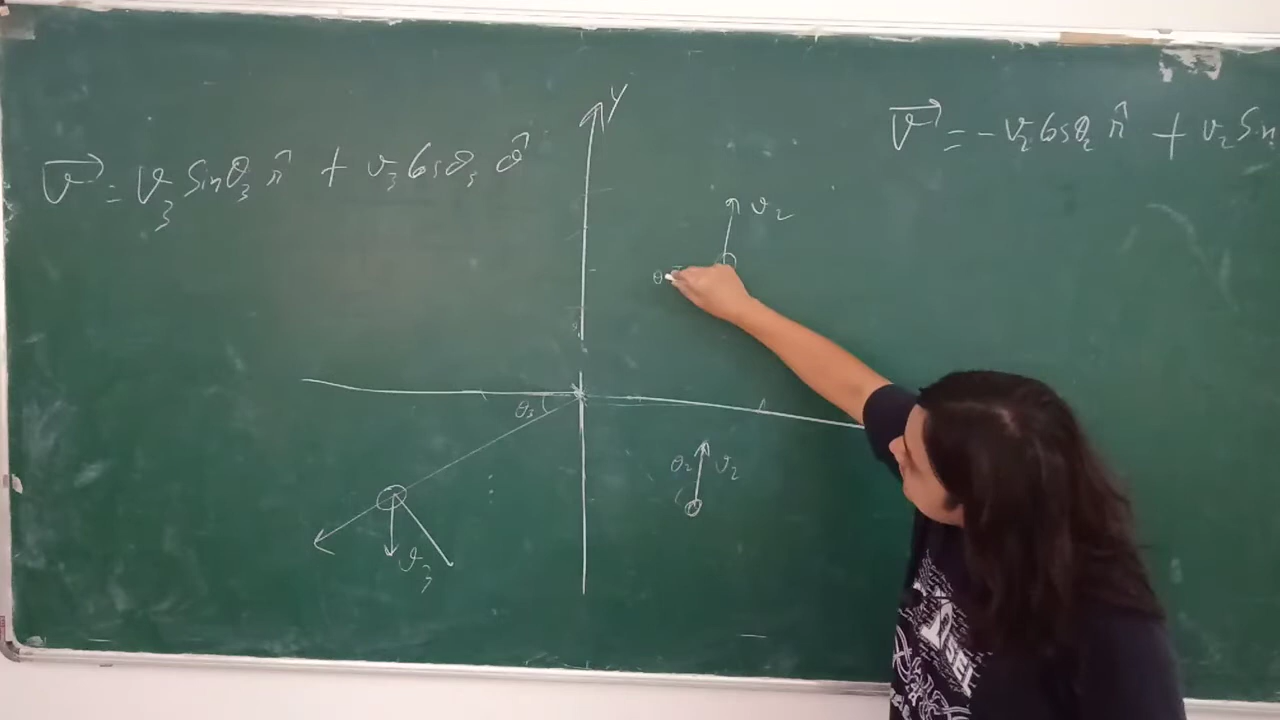 v⃗ = v₃ Sinθ₃ r̂ + v₃ Cosθ₃ θ̂
v⃗ = -v₂ Cosθ₂ r̂ + v₂ Sin
Y
v₂
θ
θ₃
θ₂ v₂
v₃